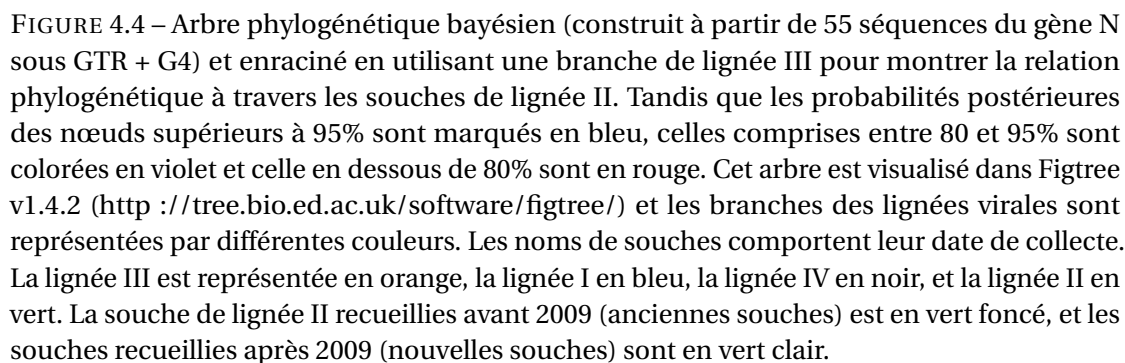 FIGURE 4.4 – Arbre phylogénétique bayésien (construit à partir de 55 séquences du gène N
sous GTR + G4) et enraciné en utilisant une branche de lignée III pour montrer la relation
phylogénétique à travers les souches de lignée II. Tandis que les probabilités postérieures
des nœuds supérieurs à 95% sont marqués en bleu, celles comprises entre 80 et 95% sont
colorées en violet et celle en dessous de 80% sont en rouge. Cet arbre est visualisé dans Figtree
v1.4.2 (http ://tree.bio.ed.ac.uk/software/figtree/) et les branches des lignées virales sont
représentées par différentes couleurs. Les noms de souches comportent leur date de collecte.
La lignée III est représentée en orange, la lignée I en bleu, la lignée IV en noir, et la lignée II en
vert. La souche de lignée II recueillies avant 2009 (anciennes souches) est en vert foncé, et les
souches recueillies après 2009 (nouvelles souches) sont en vert clair.